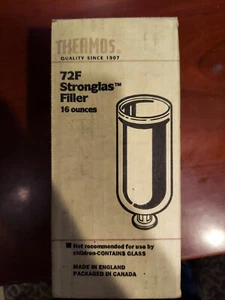 THERMOS®
QUALITY SINCE 1907
72F
Stronglas™
Filler
16 ounces
Not recommended for use by
children-CONTAINS GLASS
MADE IN ENGLAND
PACKAGED IN CANADA